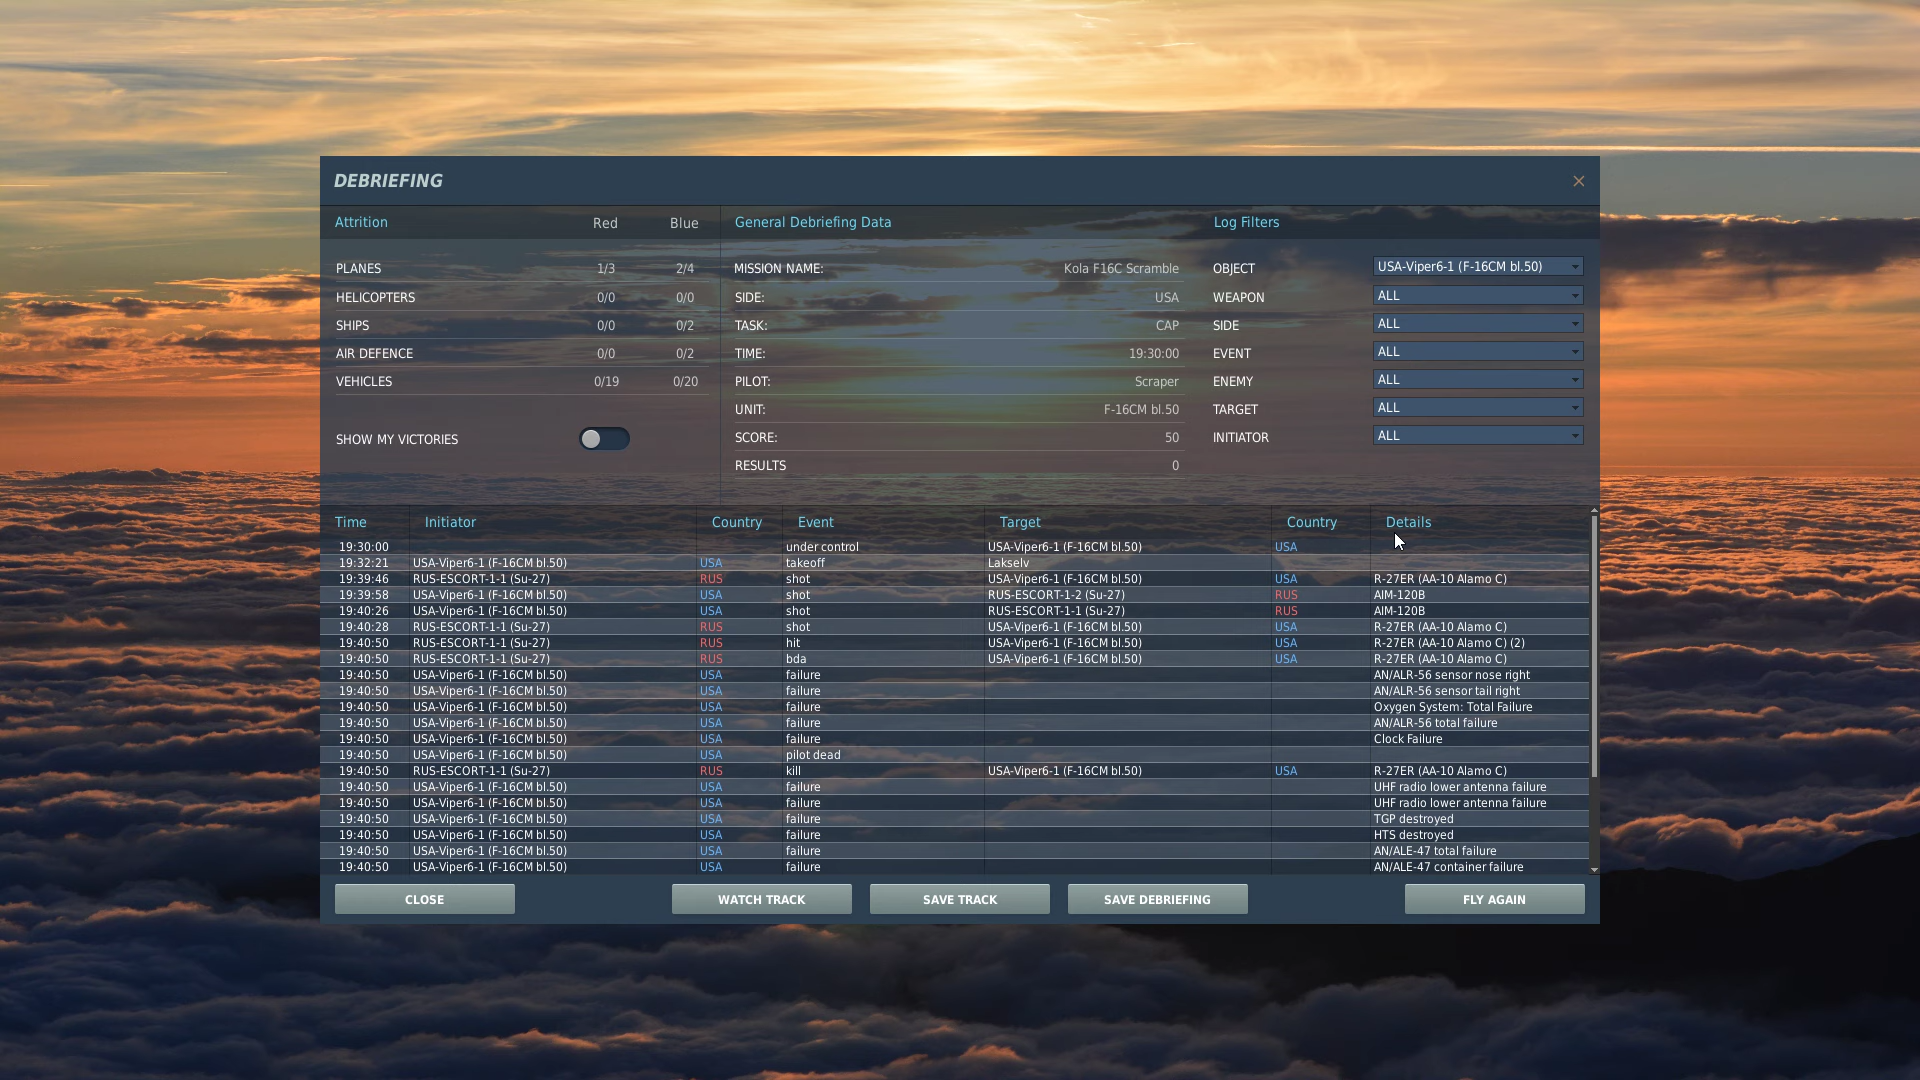 DEBRIEFING
Attrition Red Blue General Debriefing Data Log Filters
PLANES 1/3 2/4 MISSION NAME: Kola F16C Scramble OBJECT USA-Viper6-1 (F-16CM bl.50)
HELICOPTERS 0/0 0/0 SIDE: USA WEAPON ALL
SHIPS 0/0 0/2 TASK: CAP SIDE ALL
AIR DEFENCE 0/0 0/2 TIME: 19:30:00 EVENT ALL
VEHICLES 0/19 0/20 PILOT: Scraper ENEMY ALL
UNIT: F-16CM bl.50 TARGET ALL
SHOW MY VICTORIES SCORE: 50 INITIATOR ALL
RESULTS 0
Time Initiator Country Event Target Country Details
19:30:00 under control USA-Viper6-1 (F-16CM bl.50) USA
19:32:21 USA-Viper6-1 (F-16CM bl.50) USA takeoff Lakselv
19:39:46 RUS-ESCORT-1-1 (Su-27) RUS shot USA-Viper6-1 (F-16CM bl.50) USA R-27ER (AA-10 Alamo C)
19:39:58 USA-Viper6-1 (F-16CM bl.50) USA shot RUS-ESCORT-1-2 (Su-27) RUS AIM-120B
19:40:26 USA-Viper6-1 (F-16CM bl.50) USA shot RUS-ESCORT-1-1 (Su-27) RUS AIM-120B
19:40:28 RUS-ESCORT-1-1 (Su-27) RUS shot USA-Viper6-1 (F-16CM bl.50) USA R-27ER (AA-10 Alamo C)
19:40:50 RUS-ESCORT-1-1 (Su-27) RUS hit USA-Viper6-1 (F-16CM bl.50) USA R-27ER (AA-10 Alamo C) (2)
19:40:50 RUS-ESCORT-1-1 (Su-27) RUS bda USA-Viper6-1 (F-16CM bl.50) USA R-27ER (AA-10 Alamo C)
19:40:50 USA-Viper6-1 (F-16CM bl.50) USA failure AN/ALR-56 sensor nose right
19:40:50 USA-Viper6-1 (F-16CM bl.50) USA failure AN/ALR-56 sensor tail right
19:40:50 USA-Viper6-1 (F-16CM bl.50) USA failure Oxygen System: Total Failure
19:40:50 USA-Viper6-1 (F-16CM bl.50) USA failure AN/ALR-56 total failure
19:40:50 USA-Viper6-1 (F-16CM bl.50) USA failure Clock Failure
19:40:50 USA-Viper6-1 (F-16CM bl.50) USA pilot dead
19:40:50 RUS-ESCORT-1-1 (Su-27) RUS kill USA-Viper6-1 (F-16CM bl.50) USA R-27ER (AA-10 Alamo C)
19:40:50 USA-Viper6-1 (F-16CM bl.50) USA failure UHF radio lower antenna failure
19:40:50 USA-Viper6-1 (F-16CM bl.50) USA failure UHF radio lower antenna failure
19:40:50 USA-Viper6-1 (F-16CM bl.50) USA failure TGP destroyed
19:40:50 USA-Viper6-1 (F-16CM bl.50) USA failure HTS destroyed
19:40:50 USA-Viper6-1 (F-16CM bl.50) USA failure AN/ALE-47 total failure
19:40:50 USA-Viper6-1 (F-16CM bl.50) USA failure AN/ALE-47 container failure
CLOSE WATCH TRACK SAVE TRACK SAVE DEBRIEFING FLY AGAIN